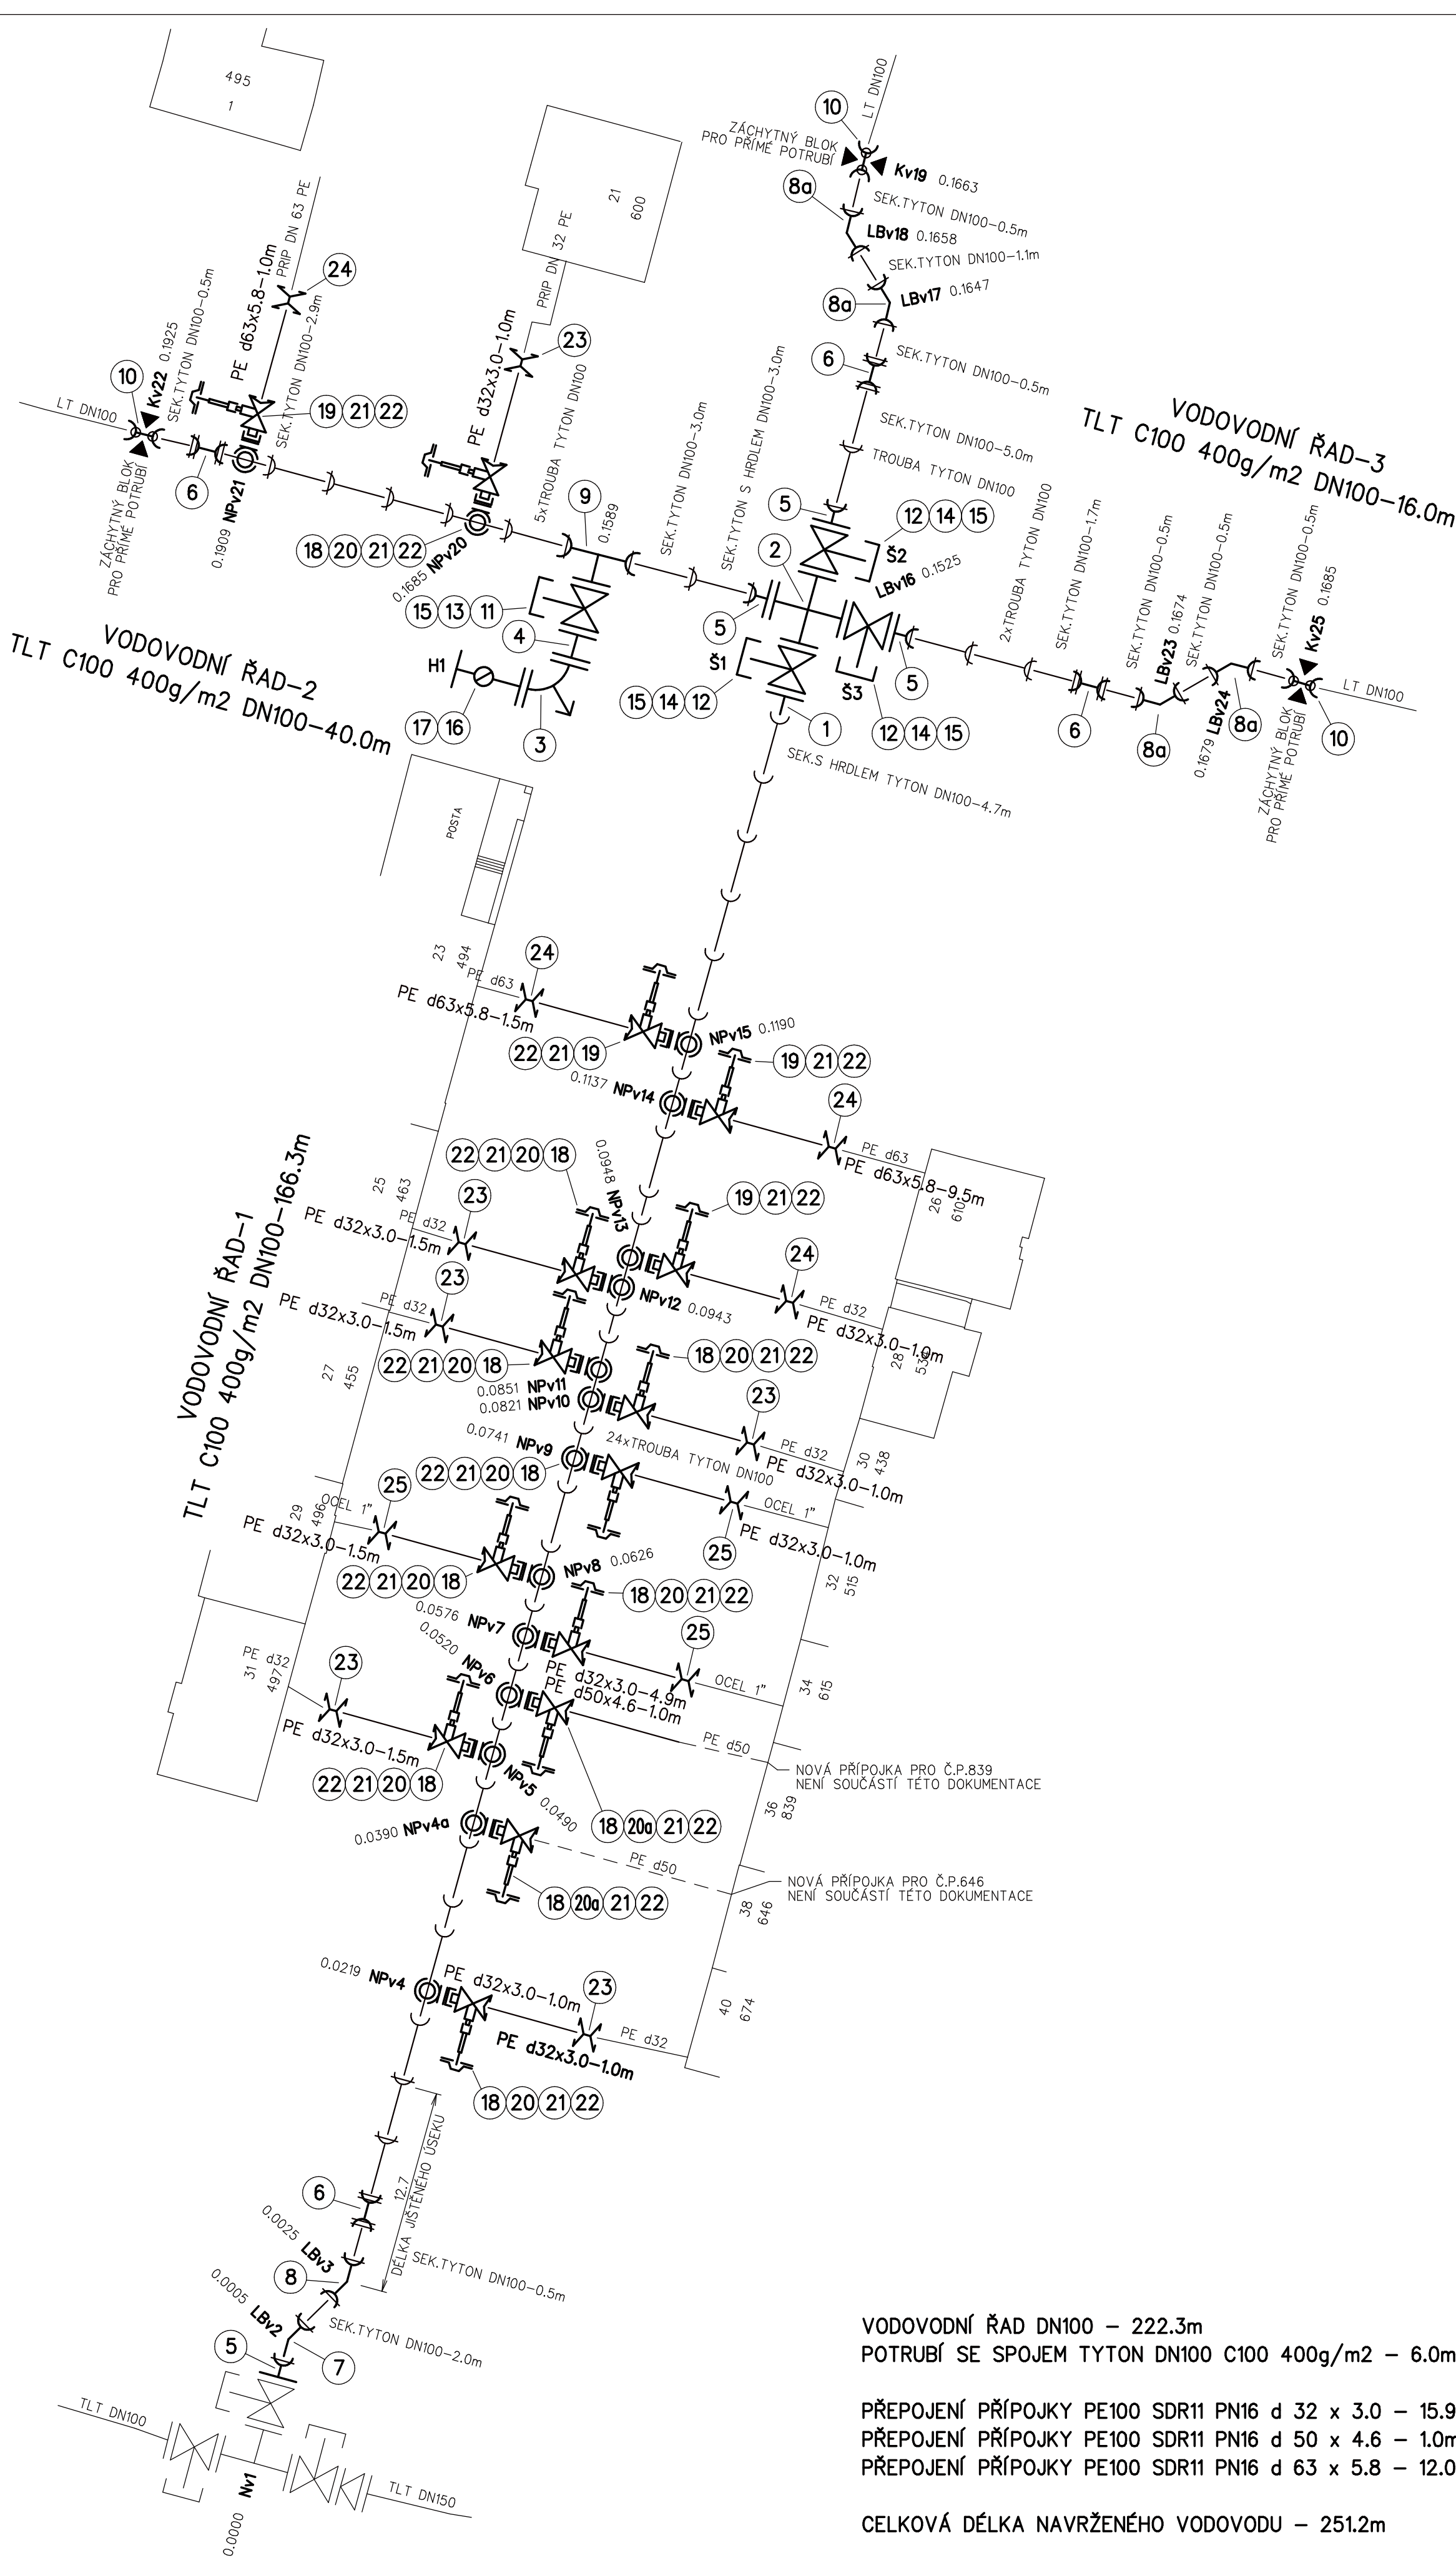 495
1
PRIP DN 63 PE
PE d63x5.8-1.0m
24
SEK.TYTON DN100-0.5m
SEK.TYTON DN100-2.9m
10
Kv22 0.1925
LT DN100
19 21 22
6
ZÁCHYTNÝ BLOK
PRO PŘÍMÉ POTRUBÍ
0.1909 NPv21
21
600
PRIP DN 32 PE
PE d32x3.0-1.0m
23
5xTROUBA TYTON DN100
9
0.1589
18 20 21 22
0.1685 NPv20
15 13 11
4
H1
17 16
3
VODOVODNÍ ŘAD-2
TLT C100 400g/m2 DN100-40.0m
LT DN100
10
ZÁCHYTNÝ BLOK
PRO PŘÍMÉ POTRUBÍ
Kv19 0.1663
8a
SEK.TYTON DN100-0.5m
LBv18 0.1658
SEK.TYTON DN100-1.1m
8a
LBv17 0.1647
6
SEK.TYTON DN100-0.5m
SEK.TYTON DN100-5.0m
TROUBA TYTON DN100
VODOVODNÍ ŘAD-3
TLT C100 400g/m2 DN100-16.0m
SEK.TYTON DN100-3.0m
SEK.TYTON S HRDLEM DN100-3.0m
5
12 14 15
Š2
2
LBv16 0.1525
5
Š1
15 14 12
1
Š3
12 14 15
5
2xTROUBA TYTON DN100
SEK.TYTON DN100-1.7m
SEK.TYTON DN100-0.5m
SEK.TYTON DN100-0.5m
SEK.TYTON DN100-0.5m
6
LBv23 0.1674
8a
0.1679 LBv24
8a
Kv25 0.1685
LT DN100
10
ZÁCHYTNÝ BLOK
PRO PŘÍMÉ POTRUBÍ
SEK.S HRDLEM TYTON DN100-4.7m
POSTA
23
494
24
PE d63
PE d63x5.8-1.5m
22 21 19
NPv15 0.1190
19 21 22
0.1137 NPv14
24
PE d63
PE d63x5.8-9.5m
26
610
22 21 20 18
0.0948 NPv13
25
463
23
PE d32
PE d32x3.0-1.5m
19 21 22
24
PE d32
PE d32x3.0-1.0m
28
NPv12 0.0943
23
PE d32
PE d32x3.0-1.5m
22 21 20 18
18 20 21 22
0.0851 NPv11
0.0821 NPv10
27
455
23
PE d32
PE d32x3.0-1.0m
30
438
VODOVODNÍ ŘAD-1
TLT C100 400g/m2 DN100-166.3m
0.0741 NPv9
24xTROUBA TYTON DN100
22 21 20 18
OCEL 1"
PE d32x3.0-1.0m
25
32
515
25
29
496
OCEL 1"
PE d32x3.0-1.5m
22 21 20 18
NPv8 0.0626
18 20 21 22
0.0576 NPv7
25
PE d32x3.0-4.9m
OCEL 1"
34
615
0.0520 NPv6
PE d50x4.6-1.0m
PE d50
NOVÁ PŘÍPOJKA PRO Č.P.839
NENÍ SOUČÁSTÍ TÉTO DOKUMENTACE
36
839
18 20a 21 22
PE d32
31
497
23
PE d32x3.0-1.5m
22 21 20 18
NPv5 0.0490
0.0390 NPv4a
PE d50
NOVÁ PŘÍPOJKA PRO Č.P.646
NENÍ SOUČÁSTÍ TÉTO DOKUMENTACE
38
646
18 20a 21 22
0.0219 NPv4
PE d32x3.0-1.0m
23
PE d32
PE d32x3.0-1.0m
40
674
18 20 21 22
12.7
DÉLKA JIŠTĚNÉHO ÚSEKU
6
0.0025 LBv3
8
SEK.TYTON DN100-0.5m
0.0005 LBv2
SEK.TYTON DN100-2.0m
5
7
TLT DN100
TLT DN150
0.0000 Nv1
VODOVODNÍ ŘAD DN100 – 222.3m
POTRUBÍ SE SPOJEM TYTON DN100 C100 400g/m2 – 6.0m
PŘEPOJENÍ PŘÍPOJKY PE100 SDR11 PN16 d 32 x 3.0 – 15.9
PŘEPOJENÍ PŘÍPOJKY PE100 SDR11 PN16 d 50 x 4.6 – 1.0m
PŘEPOJENÍ PŘÍPOJKY PE100 SDR11 PN16 d 63 x 5.8 – 12.0
CELKOVÁ DÉLKA NAVRŽENÉHO VODOVODU – 251.2m